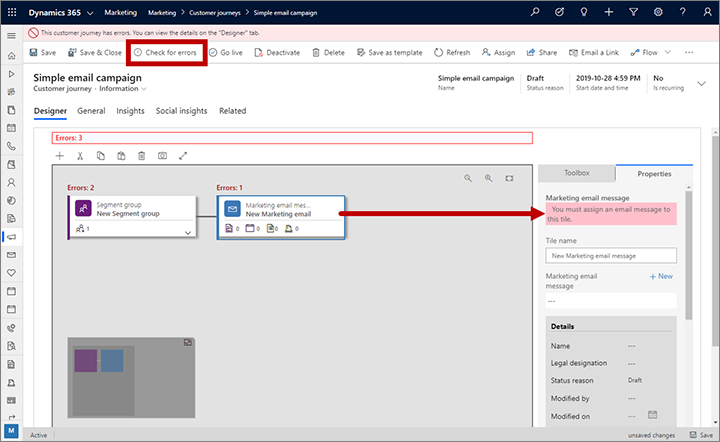 Dynamics 365 Marketing Marketing > Customer journeys > Simple email campaign
This customer journey has errors. You can view the details on the "Designer" tab.
Save Save & Close Check for errors Go live Deactivate Delete Save as template Refresh Assign Share Email a Link Flow
Simple email campaign
Customer journey · Information
Simple email campaign
Name
Draft
Status reason
2019-10-28 4:59 PM
Start date and time
No
Is recurring
Designer General Insights Social insights Related
Errors: 3
Errors: 2
Segment group
New Segment group
1
Errors: 1
Marketing email mes...
New Marketing email
0 0 0 0
Toolbox Properties
Marketing email message
You must assign an email message to
this tile.
Tile name
New Marketing email message
Marketing email
message
+ New
---
Details
Name ---
Legal designation ---
Status reason Draft
Modified by ---
Modified on ---
M
Active
unsaved changes Save